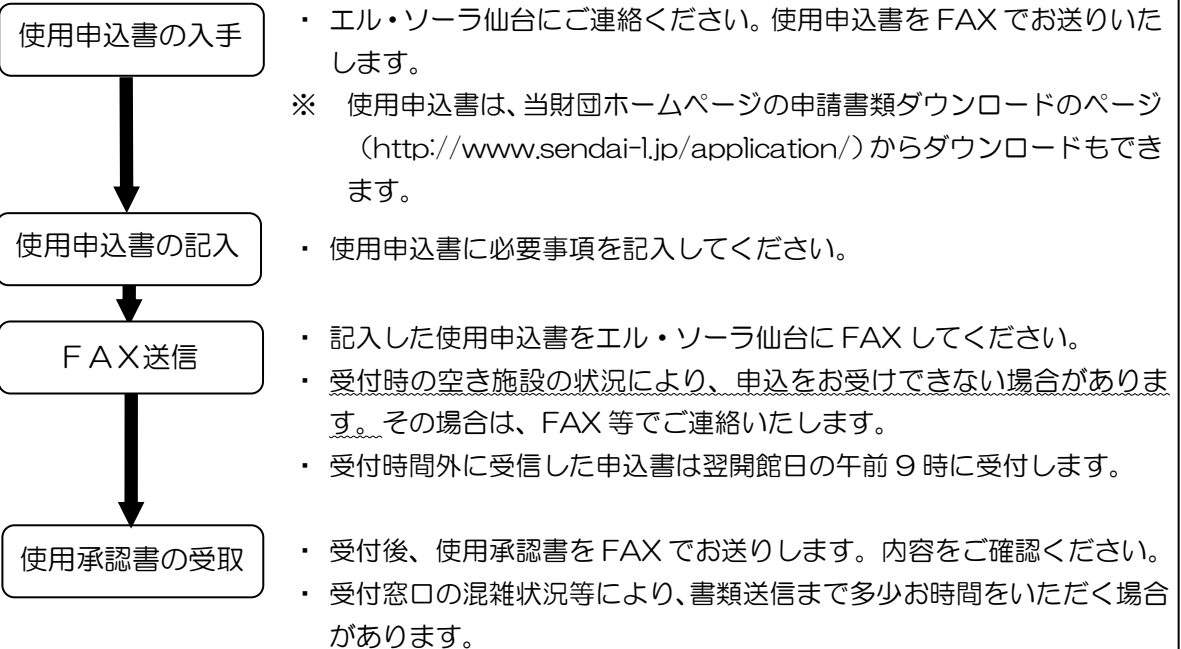 使用申込書の入手
・ エル・ソーラ仙台にご連絡ください。使用申込書を FAX でお送りいた
します。
※ 使用申込書は、当財団ホームページの申請書類ダウンロードのページ
（http://www.sendai-l.jp/application/）からダウンロードもでき
ます。
使用申込書の記入
・ 使用申込書に必要事項を記入してください。
ＦＡＸ送信
・ 記入した使用申込書をエル・ソーラ仙台に FAX してください。
・ 受付時の空き施設の状況により、申込をお受けできない場合がありま
す。その場合は、FAX 等でご連絡いたします。
・ 受付時間外に受信した申込書は翌開館日の午前 9 時に受付します。
使用承認書の受取
・ 受付後、使用承認書を FAX でお送りします。内容をご確認ください。
・ 受付窓口の混雑状況等により、書類送信まで多少お時間をいただく場合
があります。